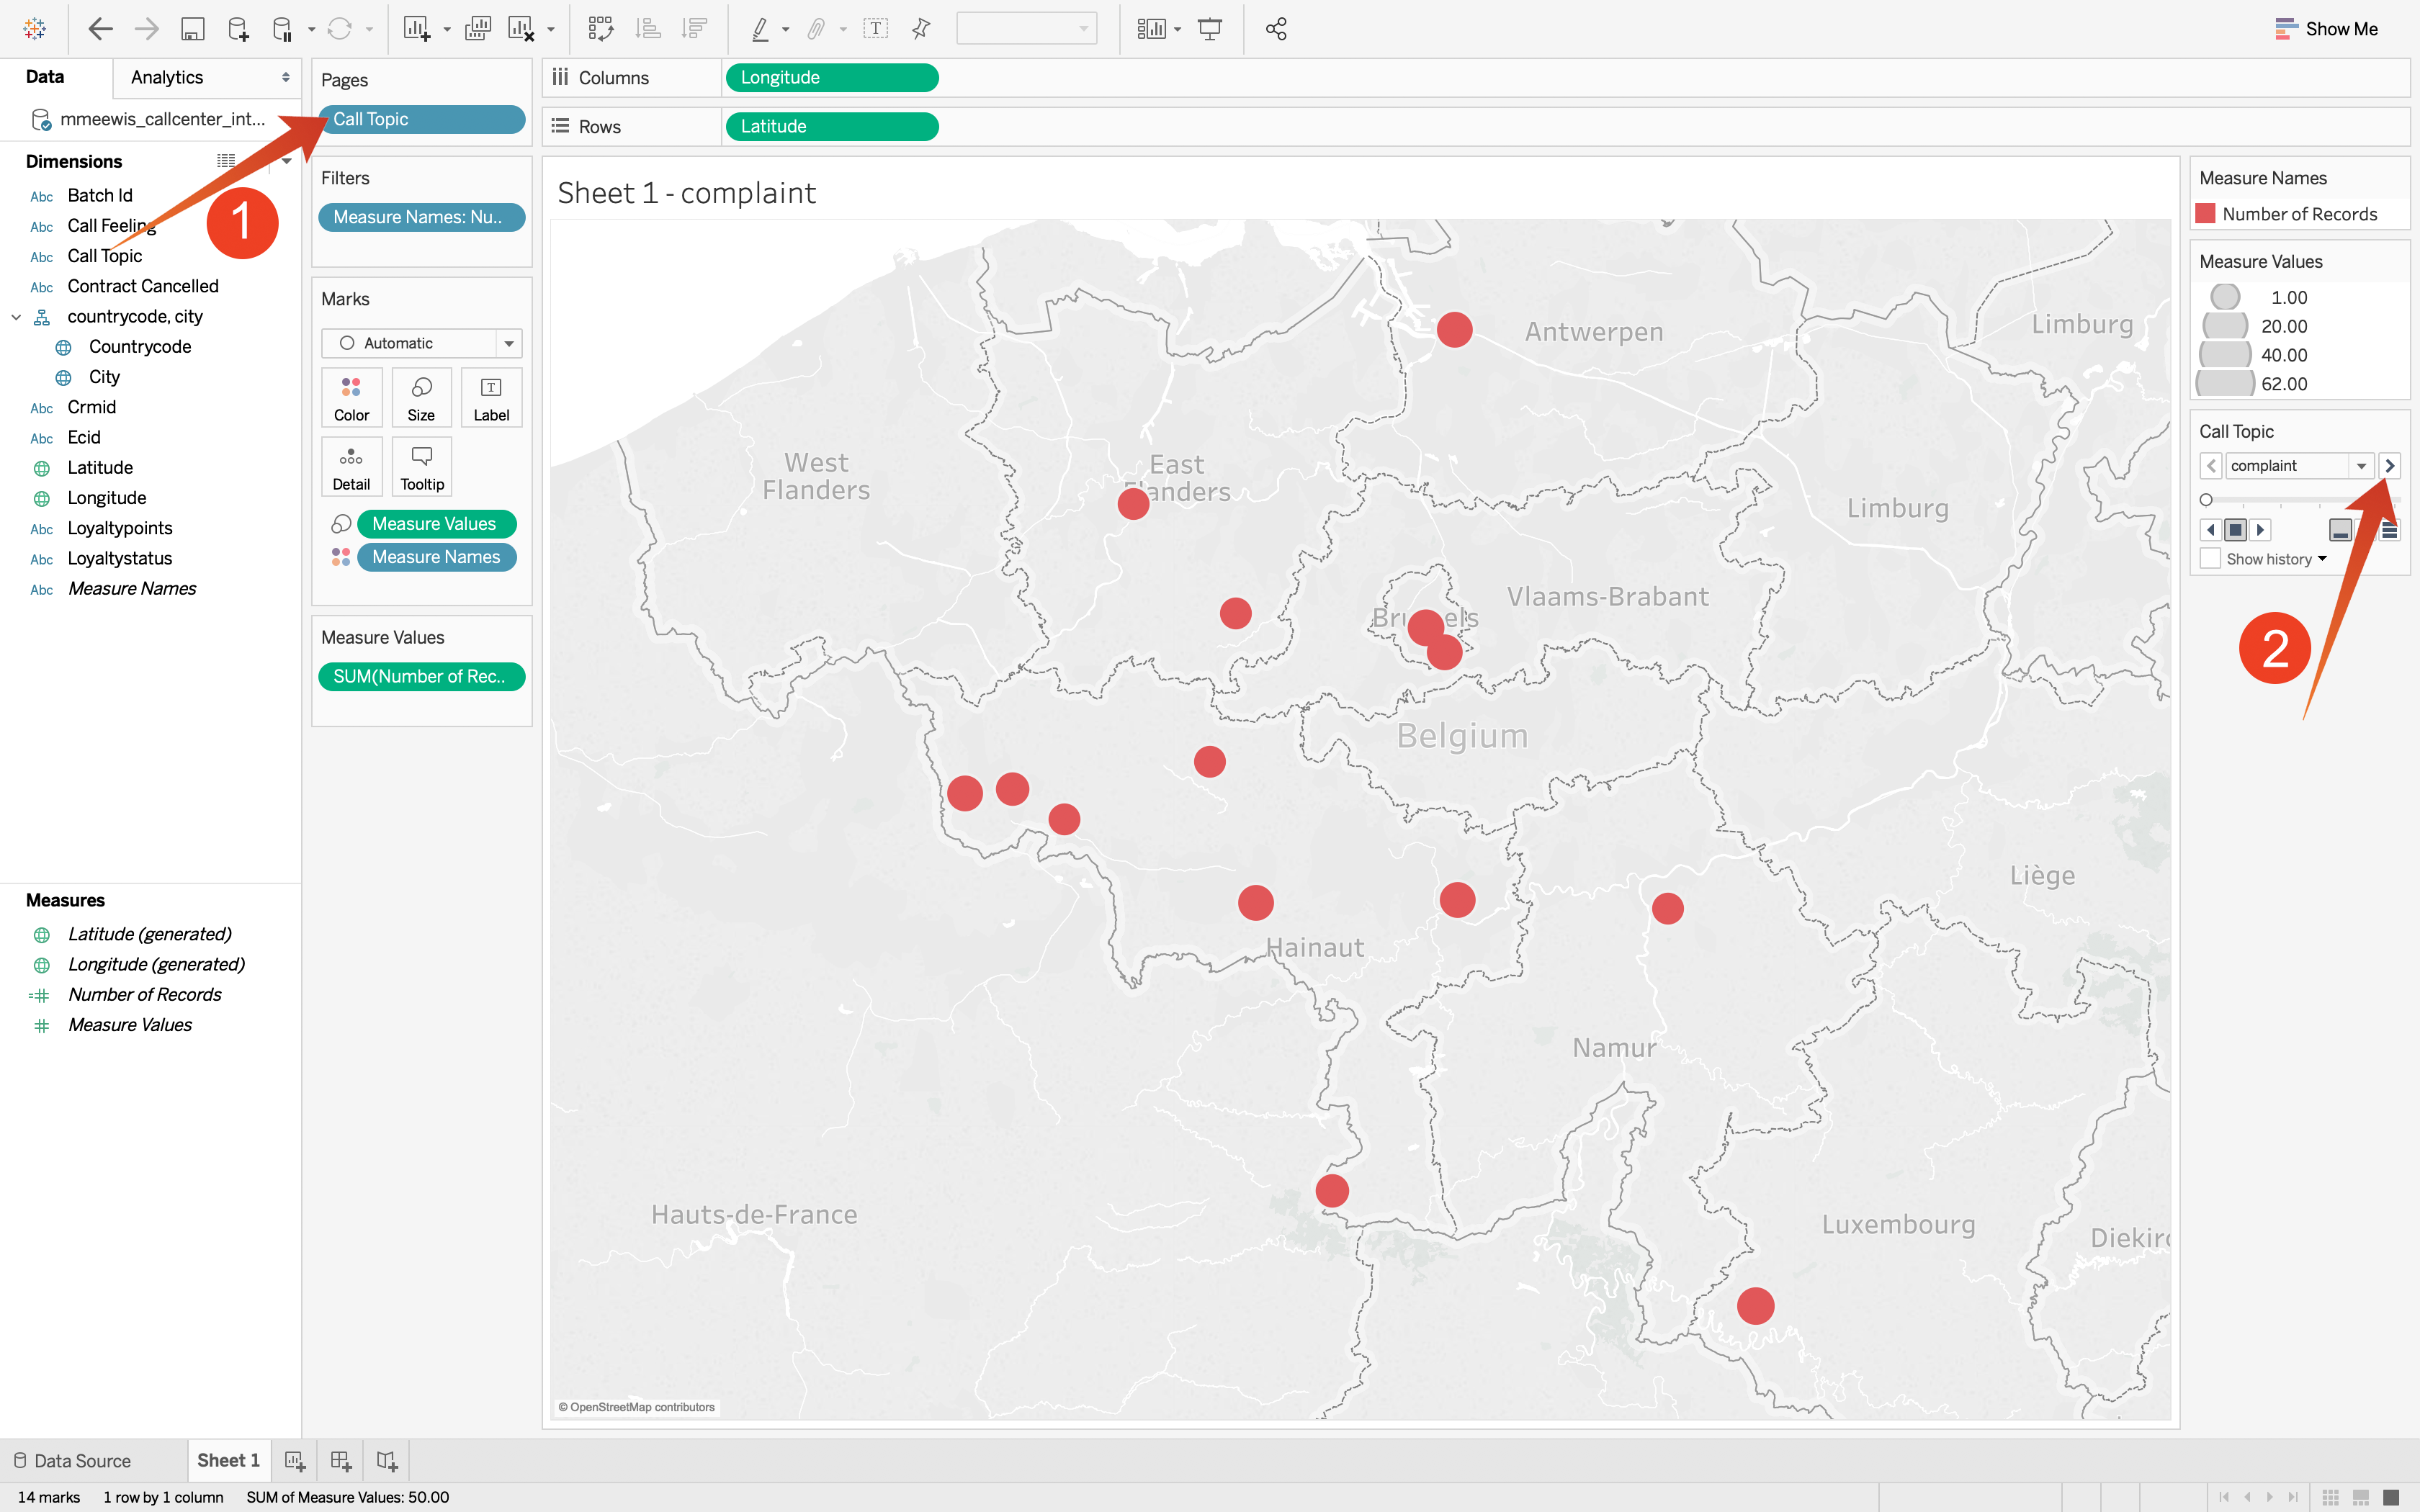 Show Me
Data
Analytics
Pages
Columns
Longitude
mmeewis_callcenter_int...
Call Topic
Rows
Latitude
Dimensions
Abc Batch Id
Abc Call Feeling
Abc Call Topic
Abc Contract Cancelled
countrycode, city
Countrycode
City
Abc Crmid
Abc Ecid
Latitude
Longitude
Abc Loyaltypoints
Abc Loyaltystatus
Abc Measure Names
1
Measures
Latitude (generated)
Longitude (generated)
Number of Records
Measure Values
Filters
Measure Names: Nu..
Marks
Automatic
Color
Size
Label
Detail
Tooltip
Measure Values
Measure Names
Measure Values
SUM(Number of Rec..
Sheet 1 - complaint
Antwerpen
Limburg
West
Flanders
East
Flanders
Limburg
Vlaams-Brabant
Belgium
Liège
Hainaut
Namur
Hauts-de-France
Luxembourg
© OpenStreetMap contributors
Measure Names
Number of Records
Measure Values
1.00
20.00
40.00
62.00
Call Topic
complaint
Show history
2
Data Source
Sheet 1
14 marks
1 row by 1 column
SUM of Measure Values: 50.00